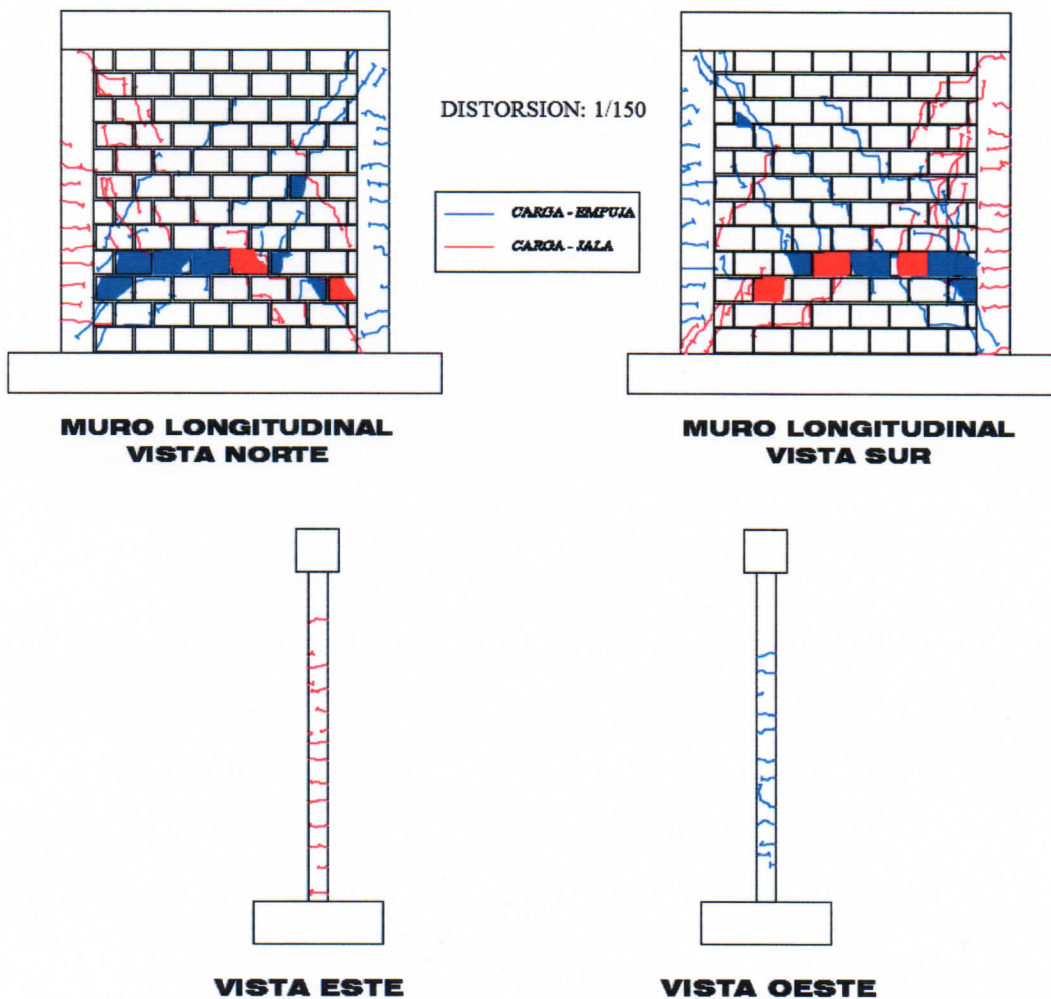 DISTORSION: 1/150
CARGA - EMPUJA
CARGA - JALA
MURO LONGITUDINAL
VISTA NORTE
MURO LONGITUDINAL
VISTA SUR
VISTA ESTE
VISTA OESTE